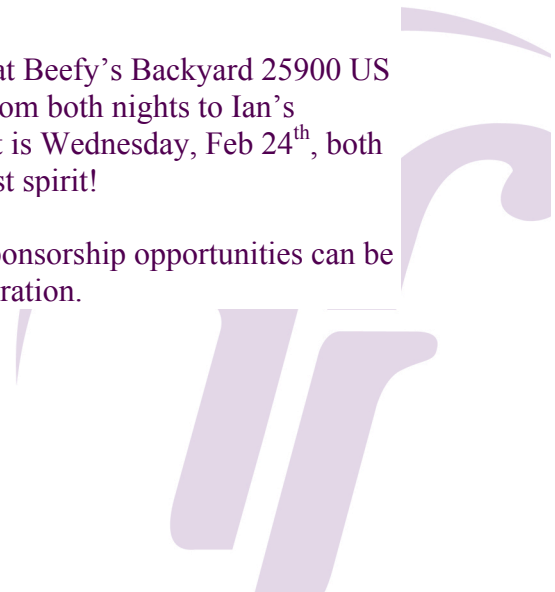 at Beefy’s Backyard 25900 US
om both nights to Ian’s
t is Wednesday, Feb 24th, both
st spirit!
onsorship opportunities can be
ration.